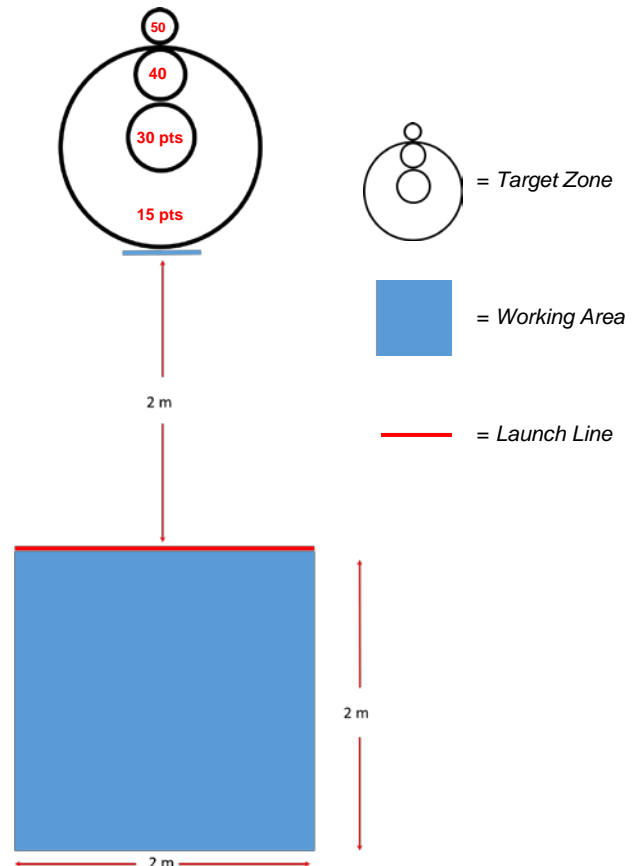 50
40
30 pts
15 pts
= Target Zone
= Working Area
2 m
= Launch Line
2 m
2 m